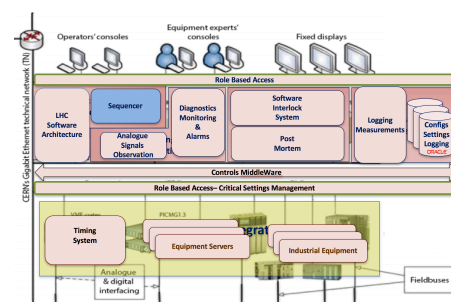 Operators' consoles
Equipment experts'
consoles
Fixed displays
CERN's Gigabit Ethernet technical network (TN)
Role Based Access
LHC
Software
Architecture
Sequencer
Analogue
Signals
Observation
Diagnostics
Monitoring
&
Alarms
Software
Interlock
System
Post
Mortem
Logging
Measurements
Configs
Settings
Logging
ORACLE
Controls MiddleWare
Role Based Access– Critical Settings Management
VME crates
PICMG1.3
Timing
System
Equipment Servers
Industrial Equipment
Analogue
& digital
interfacing
Fieldbuses